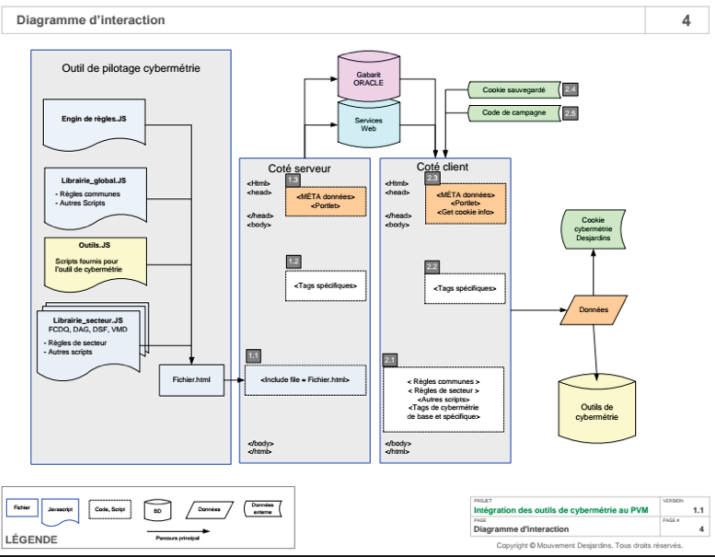 Diagramme d'interaction
4
Outil de pilotage cybermétrie
Engin de règles.JS
Librairie_global.JS
- Règles communes
- Autres Scripts
Outils.JS
Scripts fournis pour
l'outil de cybermétrie
Librairie_secteur.JS
FCDQ, DAG, DSF, VMD
- Règles de secteur
- Autres scripts
Fichier.html
Gabarit
ORACLE
Services
Web
Cookie sauvegardé
2.4
Code de campagne
2.5
Coté serveur
<Html>
<head>
1.3
<MÉTA données>
<Portlet>
</head>
<body>
1.2
<Tags spécifiques>
1.1
<Include file = Fichier.html>
</body>
</html>
Coté client
<Html>
<head>
2.3
<MÉTA données>
<Portlet>
<Get cookie info>
</head>
<body>
2.2
<Tags spécifiques>
2.1
< Règles communes >
< Règles de secteur >
<Autres scripts>
<Tags de cybermétrie
de base et spécifique>
</body>
</html>
Cookie
cybermétrie
Desjardins
Données
Outils de
cybermétrie
Fichier
Javascript
Code, Script
BD
Données
Données
externe
Parcours principal
LÉGENDE
PROJET
Intégration des outils de cybermétrie au PVM
VERSION
1.1
PAGE
Diagramme d'interaction
PAGE #
4
Copyright © Mouvement Desjardins. Tous droits réservés.